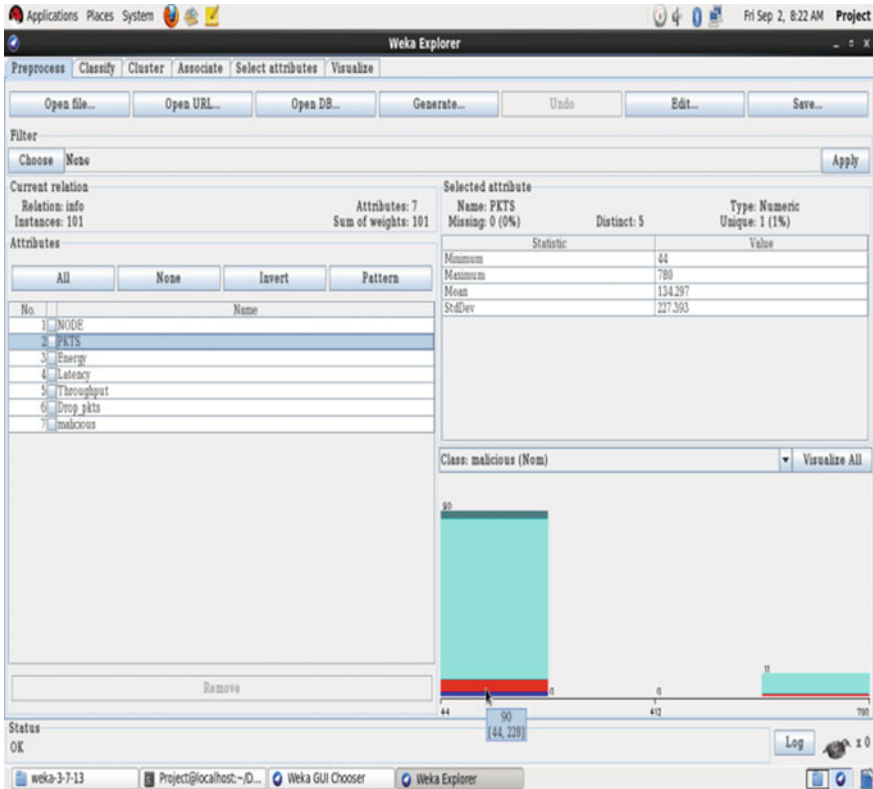 Applications Places System
Fri Sep 2, 8:22 AM Project
Weka Explorer
Preprocess Classify Cluster Associate Select attributes Visualize
Open file... Open URL... Open DB... Generate... Undo Edit... Save...
Filter
Choose None Apply
Current relation
Relation: info Attributes: 7
Instances: 101 Sum of weights: 101
Attributes
All None Invert Pattern
No. Name
1 NODE
2 PKTS
3 Energy
4 Latency
5 Throughput
6 Drop_pkts
7 malicious
Remove
Selected attribute
Name: PKTS Type: Numeric
Missing: 0 (0%) Distinct: 5 Unique: 1 (1%)
Statistic Value
Minimum 44
Maximum 780
Mean 134.297
StdDev 227.393
Class: malicious (Nom) Visualize All
90
0
0
11
44 412 780
90
[44, 228]
Status
OK
Log x 0
weka-3-7-13 Project@localhost:~/D... Weka GUI Chooser Weka Explorer